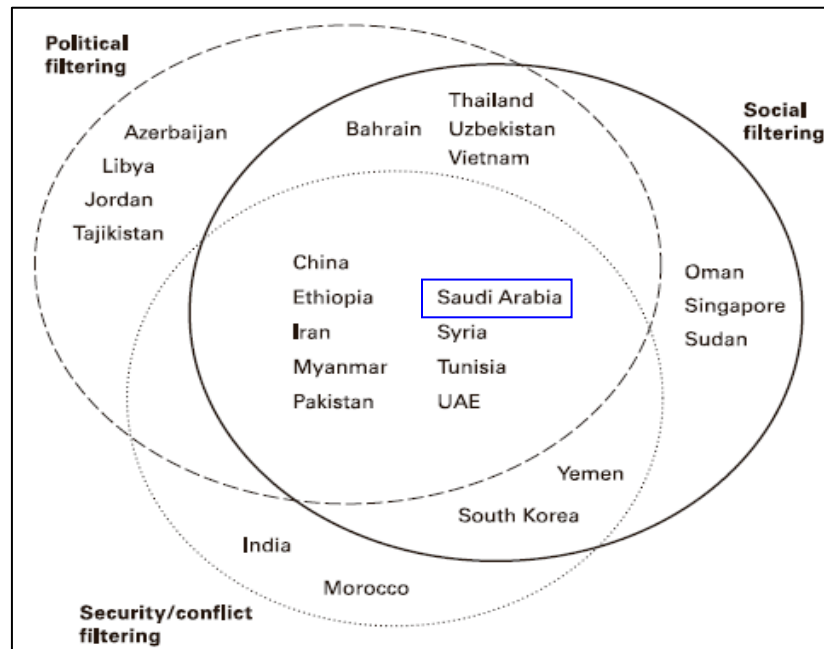 Political
filtering
Social
filtering
Thailand
Bahrain
Uzbekistan
Vietnam
Azerbaijan
Libya
Jordan
Tajikistan
China
Ethiopia
Iran
Myanmar
Pakistan
Saudi Arabia
Syria
Tunisia
UAE
Oman
Singapore
Sudan
Yemen
South Korea
India
Morocco
Security/conflict
filtering